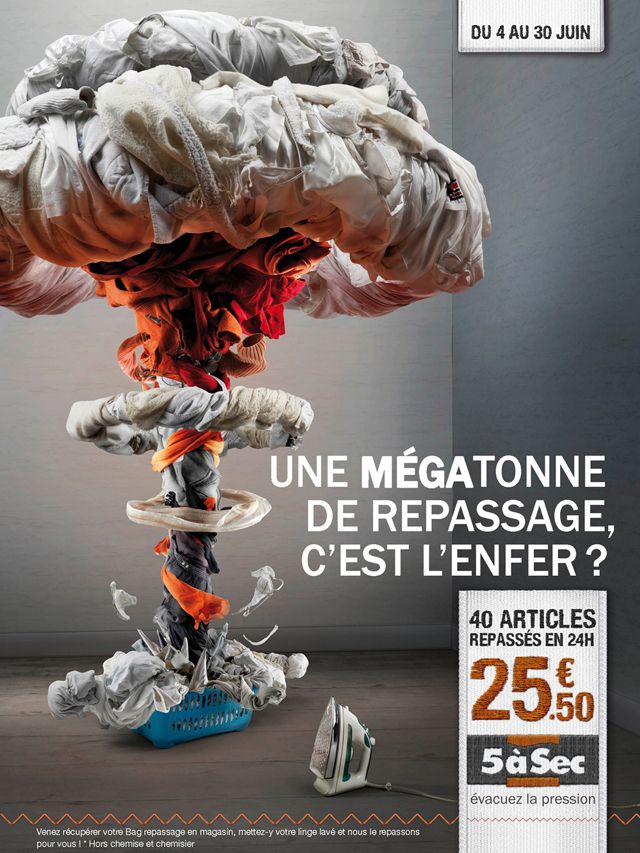 DU 4 AU 30 JUIN
UNE MÉGATONNE
DE REPASSAGE,
C'EST L'ENFER ?
40 ARTICLES
REPASSÉS EN 24H
25€.50
5àSec
évacuez la pression
Venez récupérer votre Bag repassage en magasin, mettez-y votre linge lavé et nous le repassons
pour vous ! * Hors chemise et chemisier